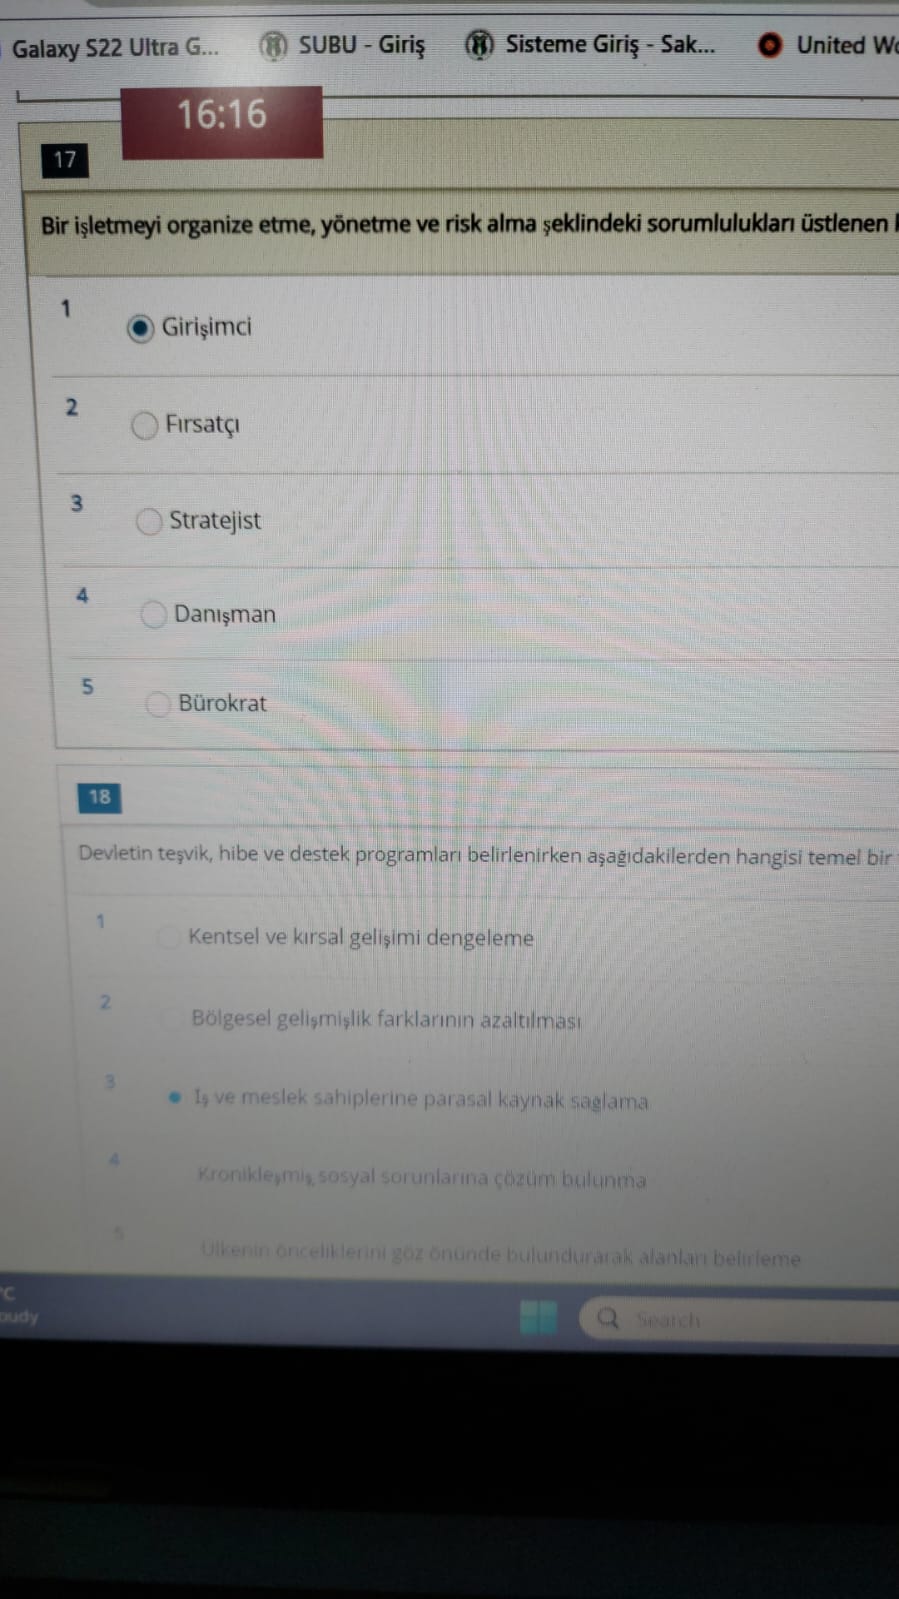 Galaxy S22 Ultra G... SUBU - Giriş Sisteme Giriş - Sak... United Wo
16:16
17
Bir işletmeyi organize etme, yönetme ve risk alma şeklindeki sorumlulukları üstlenen
1 Girişimci
2 Fırsatçı
3 Stratejist
4 Danışman
5 Bürokrat
18
Devletin teşvik, hibe ve destek programları belirlenirken aşağıdakilerden hangisi temel bir
1 Kentsel ve kırsal gelişimi dengeleme
2 Bölgesel gelişmişlik farklarının azaltılması
3 İş ve meslek sahiplerine parasal kaynak sağlama
4 Kronikleşmiş sosyal sorunlarına çözüm bulunma
5 Ülkenin önceliklerini göz önünde bulundurarak alanları belirleme
°C
oudy
Search